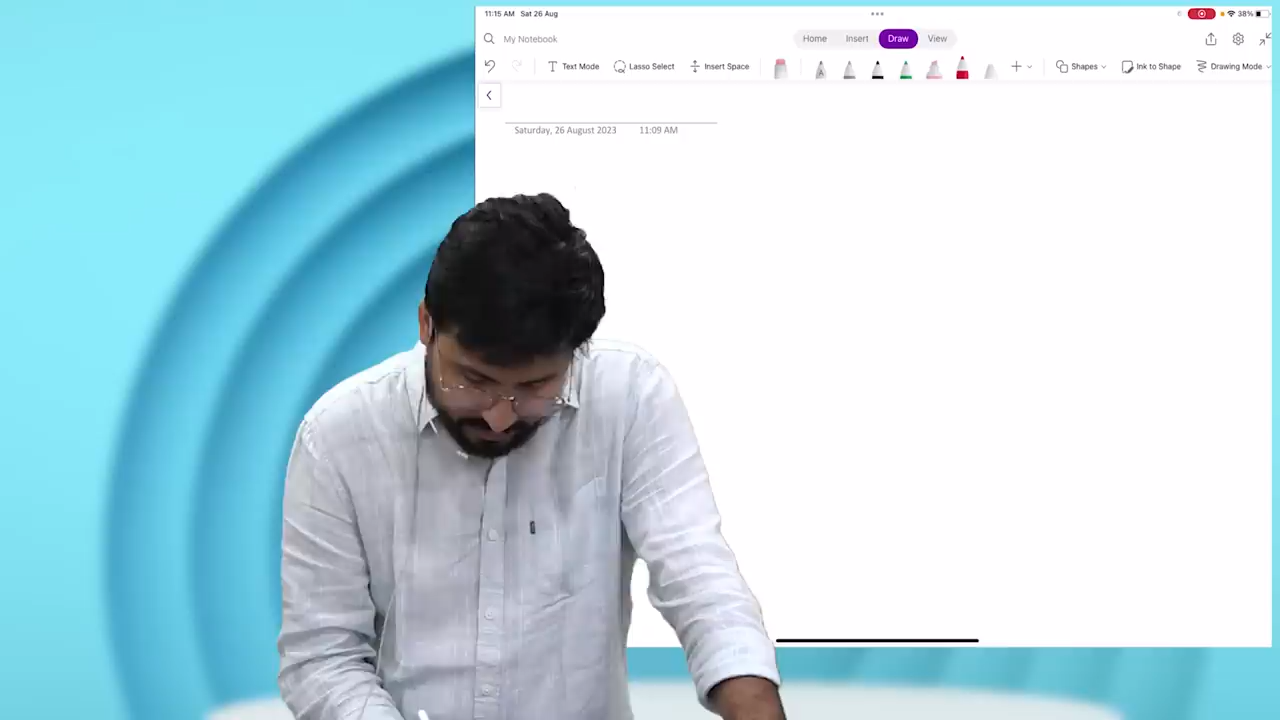 11:15 AM Sat 26 Aug 38%
My Notebook Home Insert Draw View
Text Mode Lasso Select Insert Space A Shapes Ink to Shape Drawing Mode
Saturday, 26 August 2023 11:09 AM